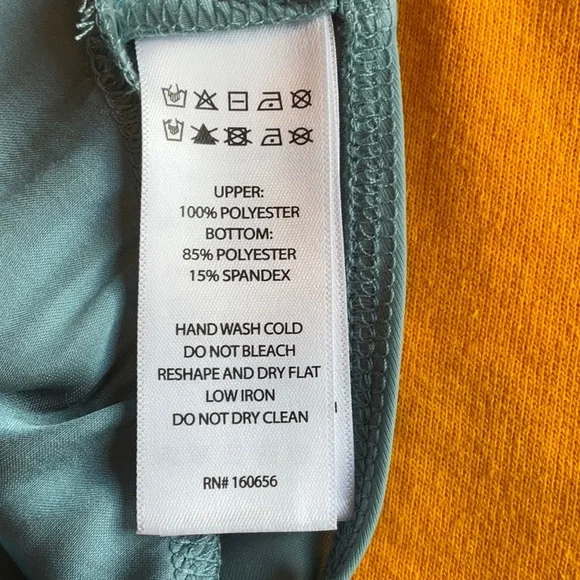 UPPER:
100% POLYESTER
BOTTOM:
85% POLYESTER
15% SPANDEX
HAND WASH COLD
DO NOT BLEACH
RESHAPE AND DRY FLAT
LOW IRON
DO NOT DRY CLEAN
RN# 160656